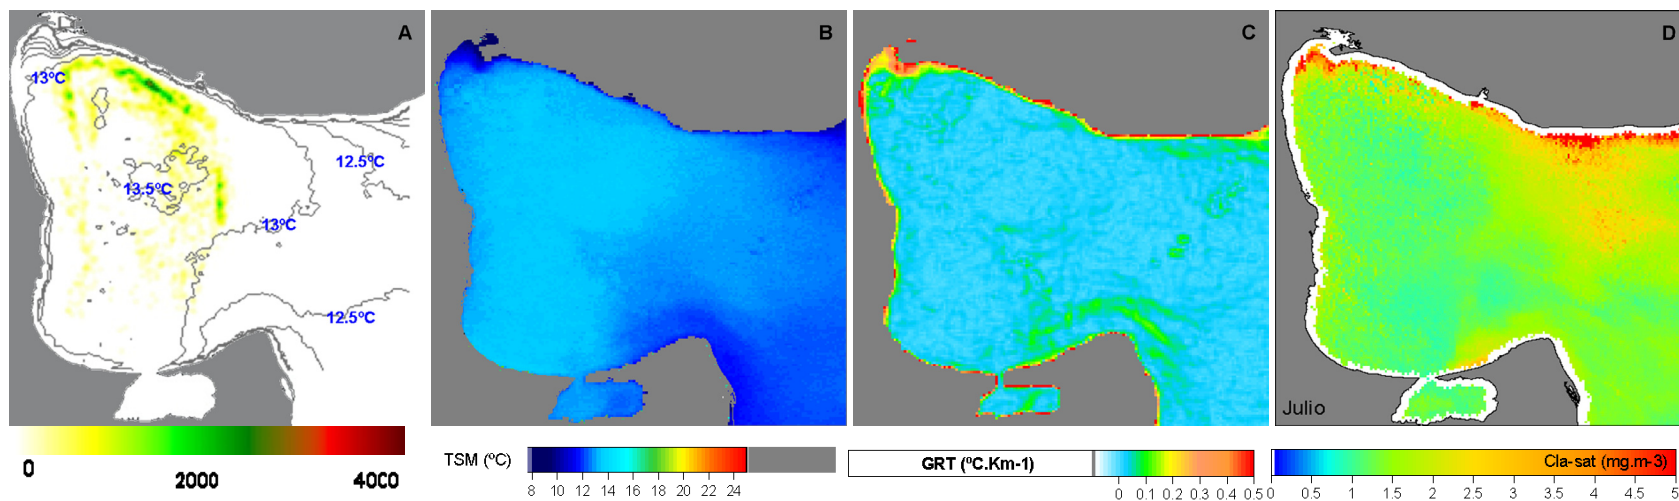 A
B
C
D
13ºC
12.5ºC
13.5ºC
13ºC
12.5ºC
Julio
0
2000
4000
TSM (ºC)
8 10 12 14 16 18 20 22 24
GRT (ºC.Km-1)
0 0.1 0.2 0.3 0.4 0.5
Cla-sat (mg.m-3)
0 0.5 1 1.5 2 2.5 3 3.5 4 4.5 5